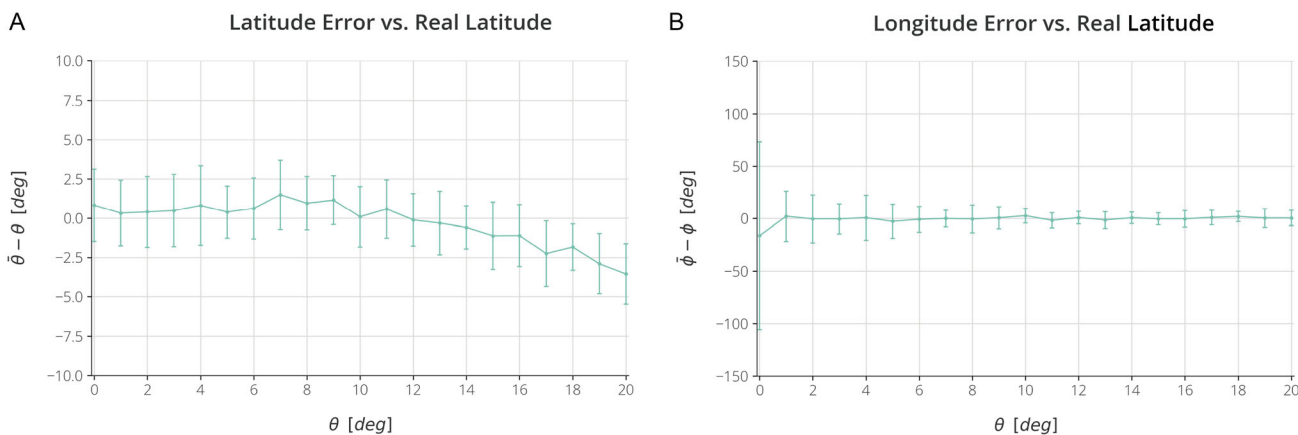 A
Latitude Error vs. Real Latitude
10.0
7.5
5.0
2.5
0.0
−2.5
−5.0
−7.5
−10.0
θ̄ − θ [deg]
0 2 4 6 8 10 12 14 16 18 20
θ [deg]
B
Longitude Error vs. Real Latitude
150
100
50
0
−50
−100
−150
ϕ̄ − ϕ [deg]
0 2 4 6 8 10 12 14 16 18 20
θ [deg]